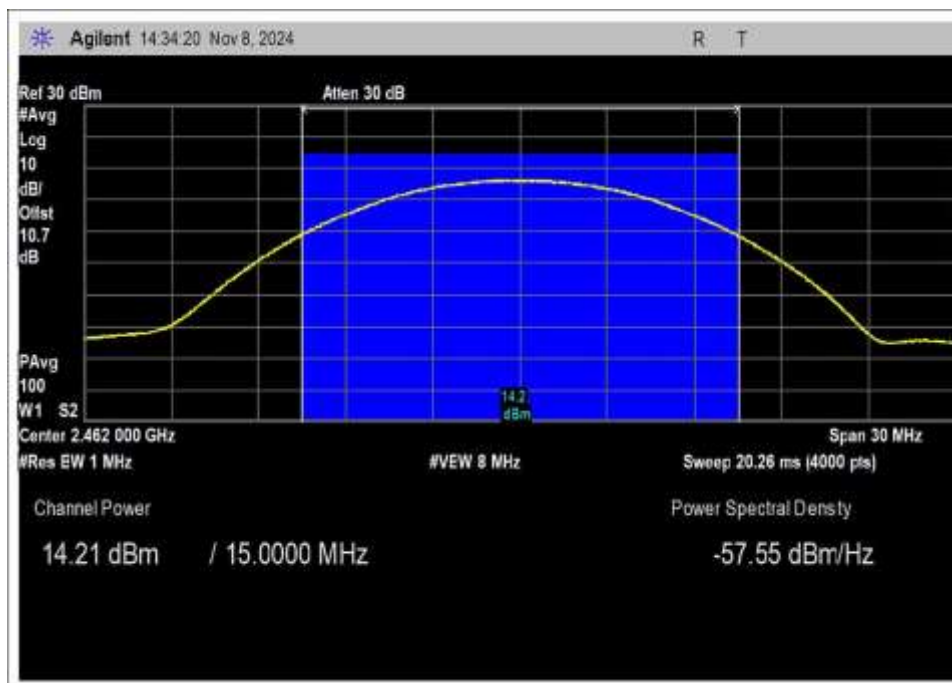 Agilent 14:34:20 Nov 8, 2024 R T
Ref 30 dBm Atten 30 dB
#Avg
Log
10
dB/
Offst
10.7
dB
PAvg
100
W1 S2
14.2
dBm
Center 2.462 000 GHz Span 30 MHz
#Res BW 1 MHz #VBW 8 MHz Sweep 20.26 ms (4000 pts)
Channel Power Power Spectral Densty
14.21 dBm / 15.0000 MHz -57.55 dBm/Hz